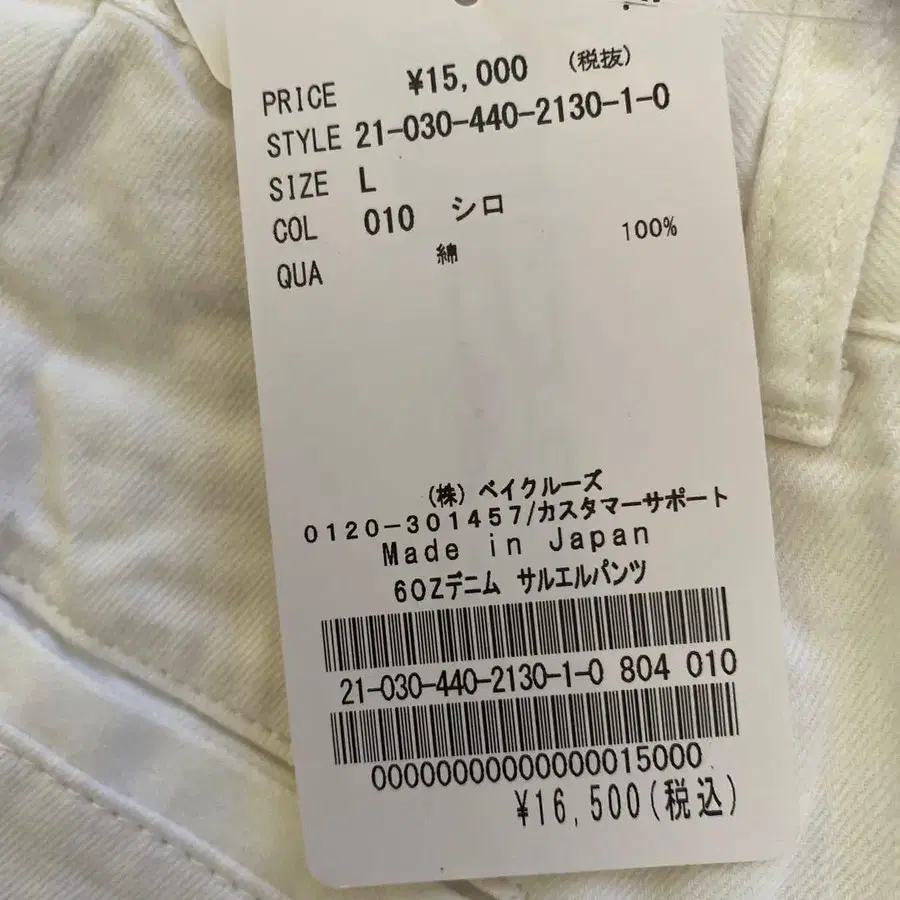 PRICE ¥15,000 (税抜)
STYLE 21-030-440-2130-1-0
SIZE L
COL 010 シロ
QUA 綿 100%
(株) ベイクルーズ
0120-301457/カスタマーサポート
Made in Japan
6OZデニム サルエルパンツ
21-030-440-2130-1-0 804 010
00000000000000015000
¥16,500(税込)